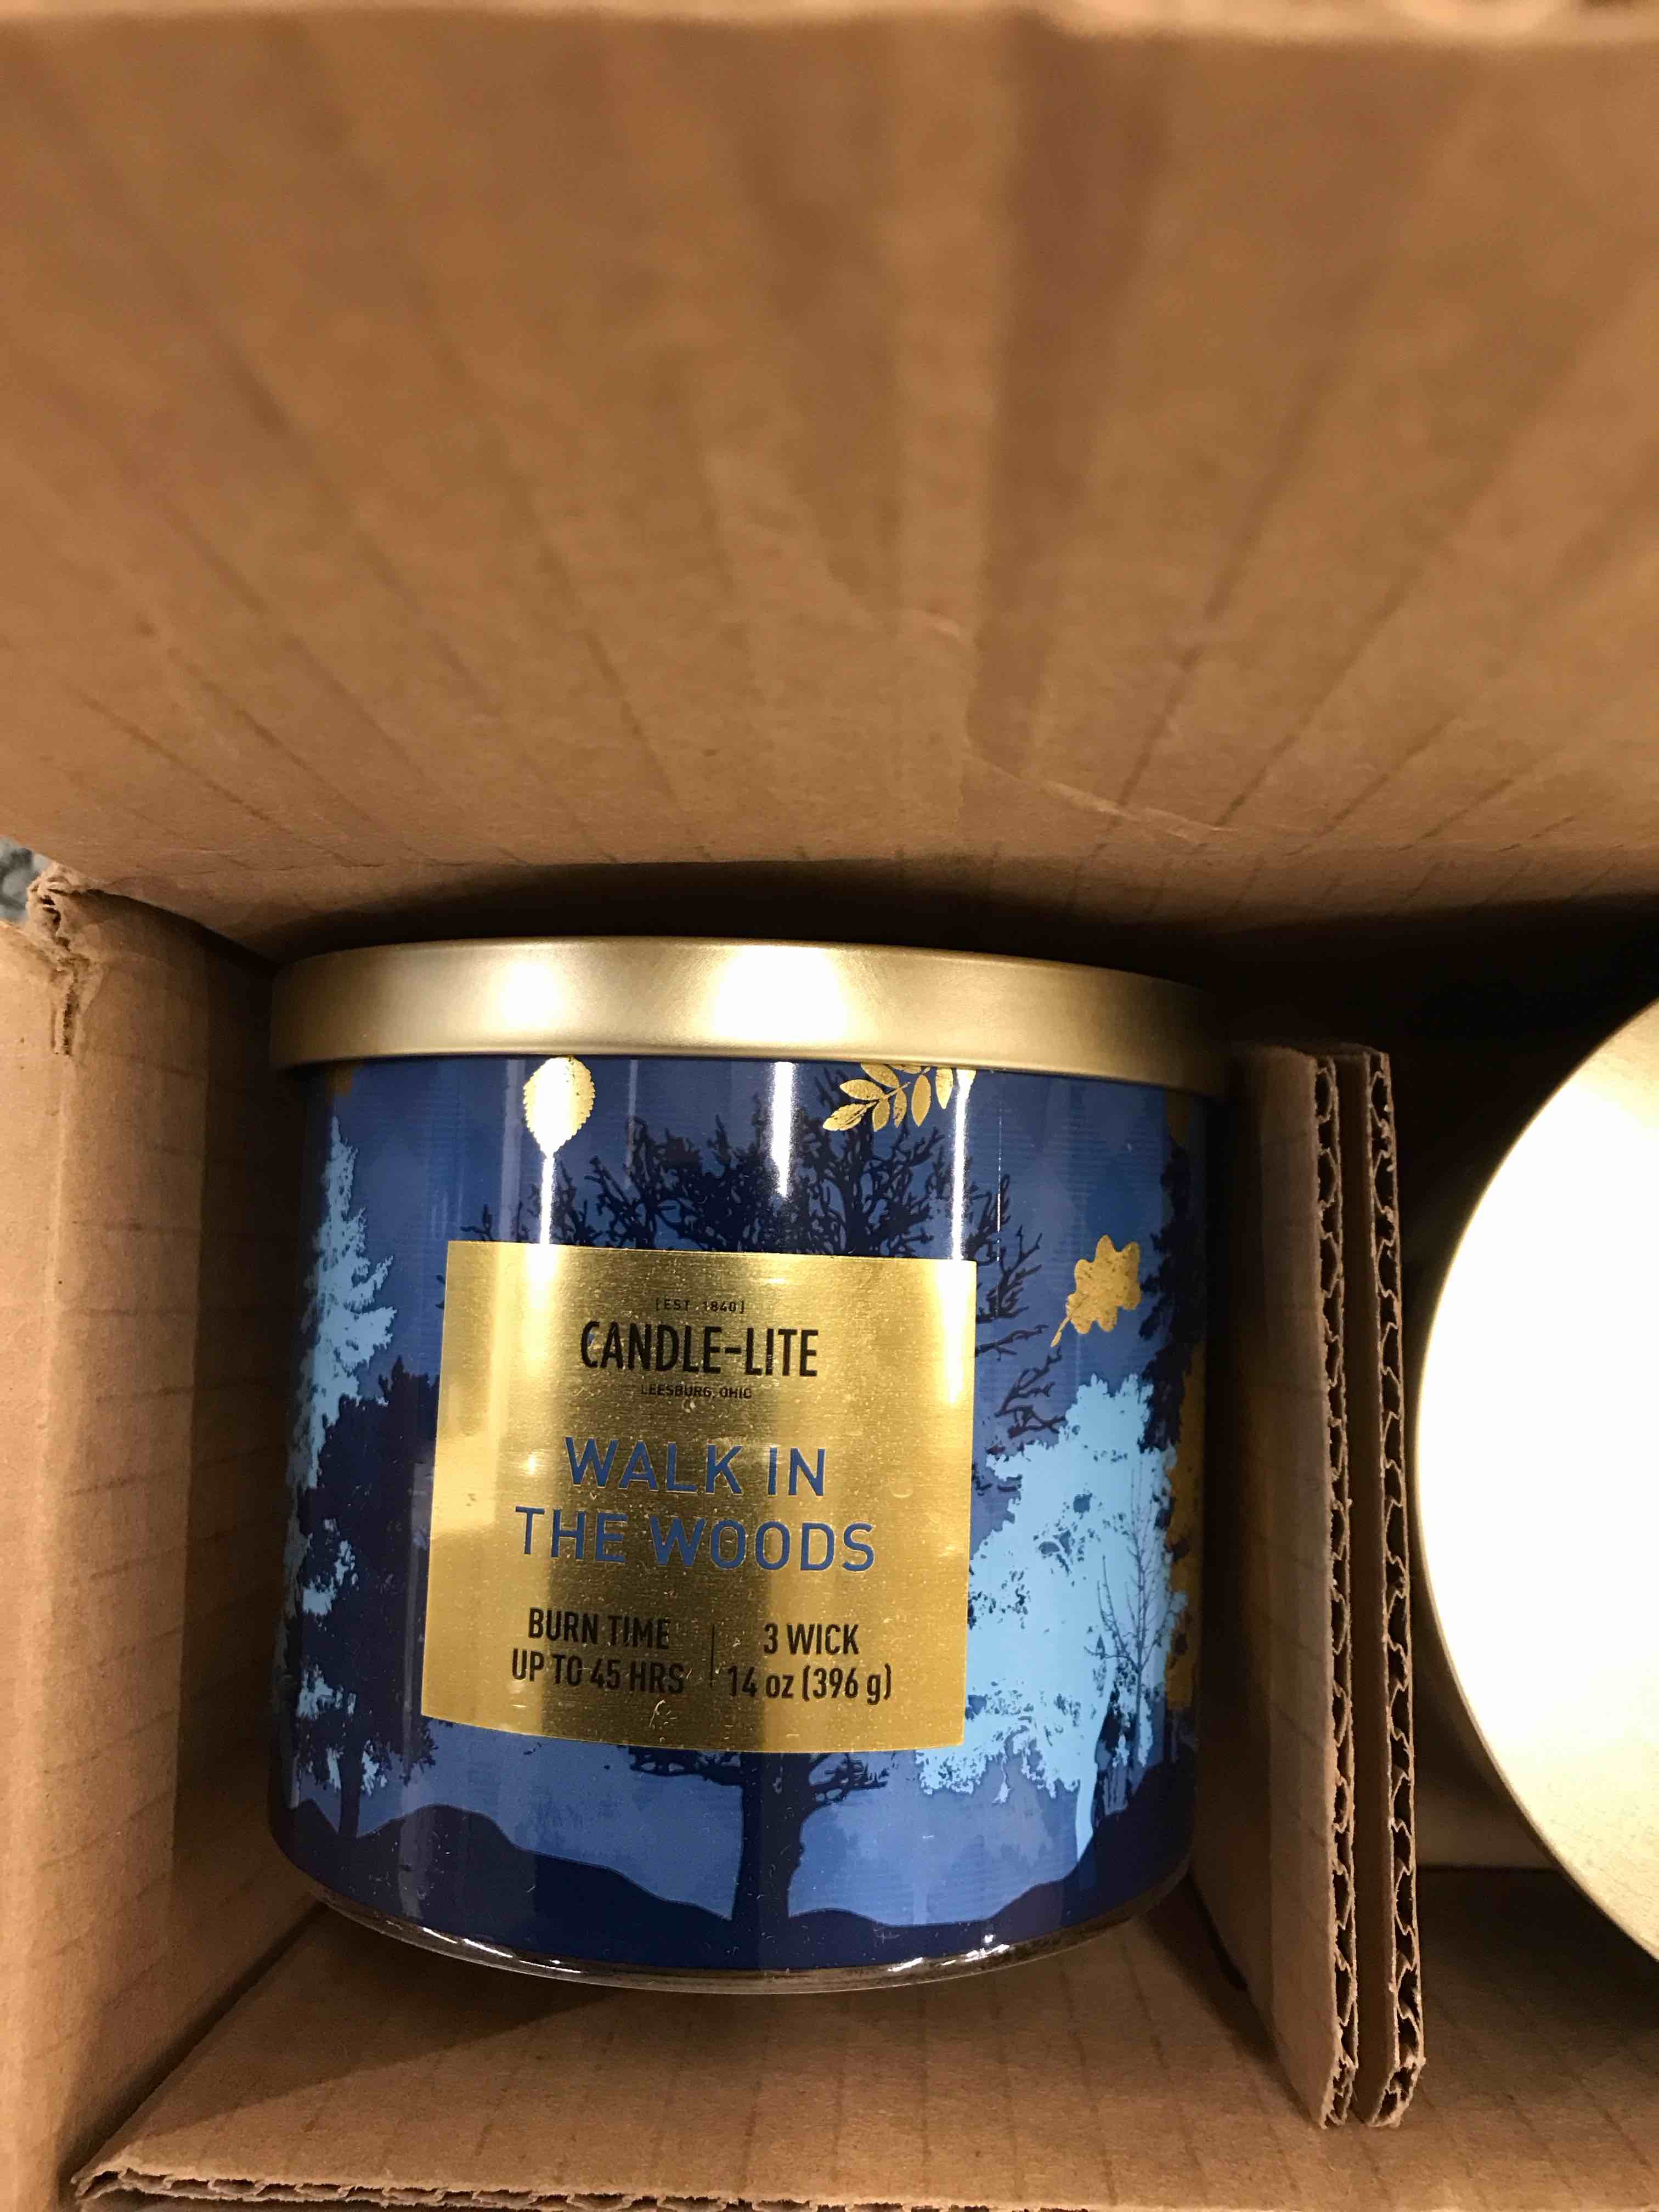 [EST. 1840]
CANDLE-LITE
LEESBURG, OHIO
WALK IN
THE WOODS
BURN TIME
UP TO 45 HRS
3 WICK
14 oz (396 g)